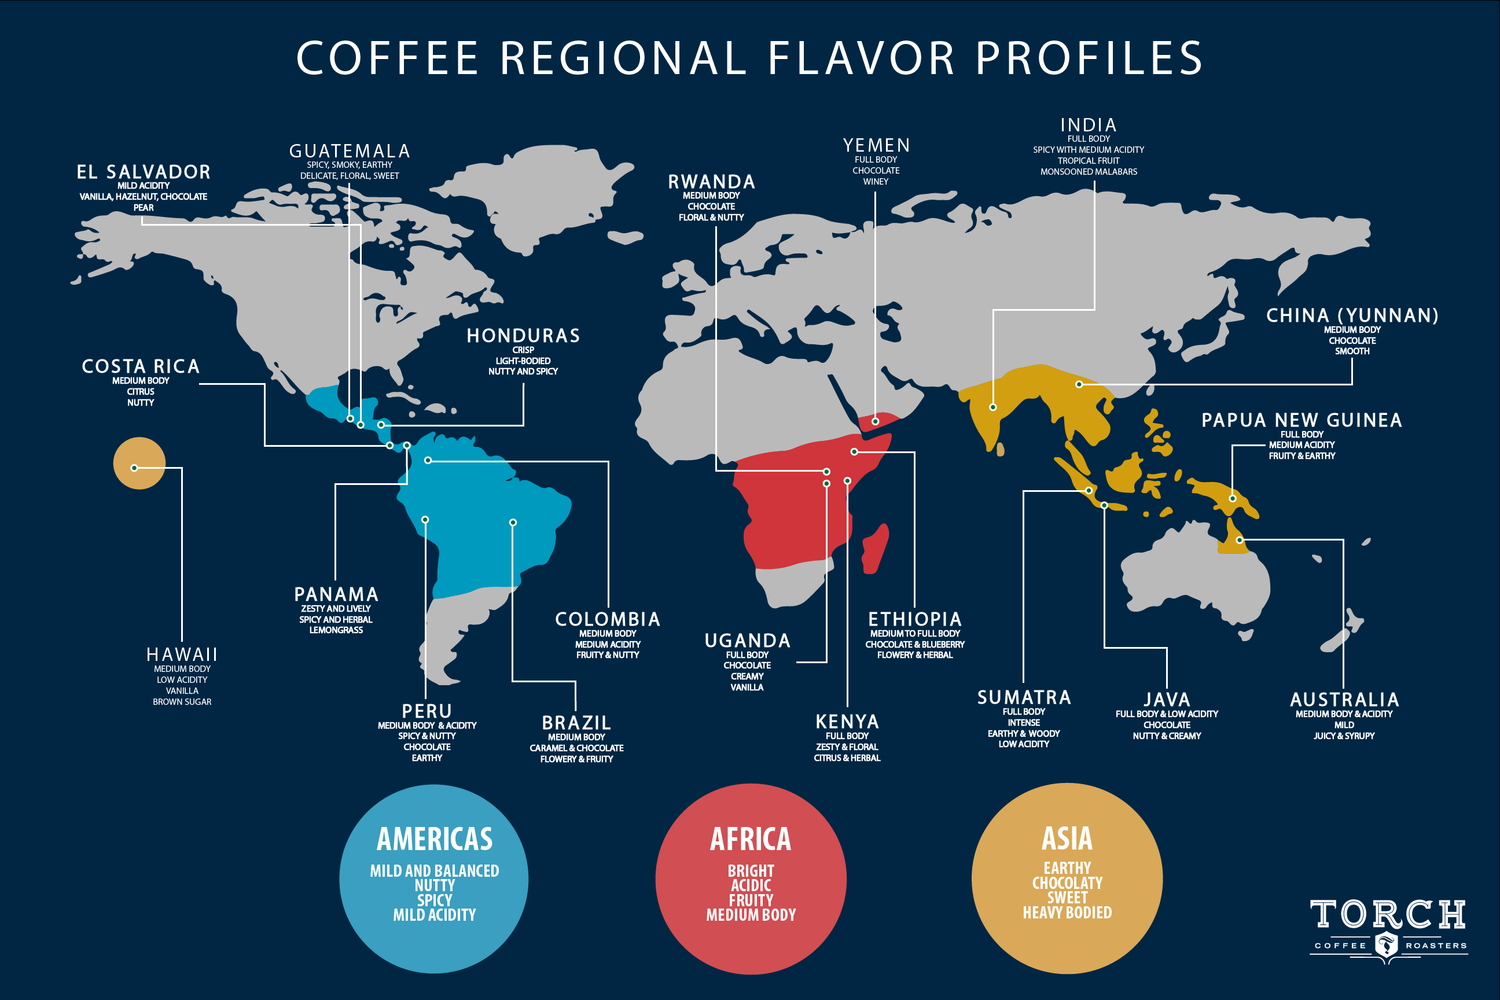 COFFEE REGIONAL FLAVOR PROFILES
EL SALVADOR
MILD ACIDITY
VANILLA, HAZELNUT, CHOCOLATE
PEAR
GUATEMALA
SPICY, SMOKY, EARTHY
DELICATE, FLORAL, SWEET
RWANDA
MEDIUM BODY
CHOCOLATE
FLORAL & NUTTY
YEMEN
FULL BODY
CHOCOLATE
WINEY
INDIA
FULL BODY
SPICY WITH MEDIUM ACIDITY
TROPICAL FRUIT
MONSOONED MALABARS
CHINA (YUNNAN)
MEDIUM BODY
CHOCOLATE
SMOOTH
HONDURAS
CRISP
LIGHT-BODIED
NUTTY AND SPICY
COSTA RICA
MEDIUM BODY
CITRUS
NUTTY
PAPUA NEW GUINEA
FULL BODY
MEDIUM ACIDITY
FRUITY & EARTHY
HAWAII
MEDIUM BODY
LOW ACIDITY
VANILLA
BROWN SUGAR
PANAMA
ZESTY AND LIVELY
SPICY AND HERBAL
LEMONGRASS
COLOMBIA
MEDIUM BODY
MEDIUM ACIDITY
FRUITY & NUTTY
UGANDA
FULL BODY
CHOCOLATE
CREAMY
VANILLA
ETHIOPIA
MEDIUM TO FULL BODY
CHOCOLATE & BLUEBERRY
FLOWERY & HERBAL
PERU
MEDIUM BODY & ACIDITY
SPICY & NUTTY
CHOCOLATE
EARTHY
BRAZIL
MEDIUM BODY
CARAMEL & CHOCOLATE
FLOWERY & FRUITY
KENYA
FULL BODY
ZESTY & FLORAL
CITRUS & HERBAL
SUMATRA
FULL BODY
INTENSE
EARTHY & WOODY
LOW ACIDITY
JAVA
FULL BODY & LOW ACIDITY
CHOCOLATE
NUTTY & CREAMY
AUSTRALIA
MEDIUM BODY & ACIDITY
MILD
JUICY & SYRUPY
AMERICAS
MILD AND BALANCED
NUTTY
SPICY
MILD ACIDITY
AFRICA
BRIGHT
ACIDIC
FRUITY
MEDIUM BODY
ASIA
EARTHY
CHOCOLATY
SWEET
HEAVY BODIED
TORCH
COFFEE ROASTERS